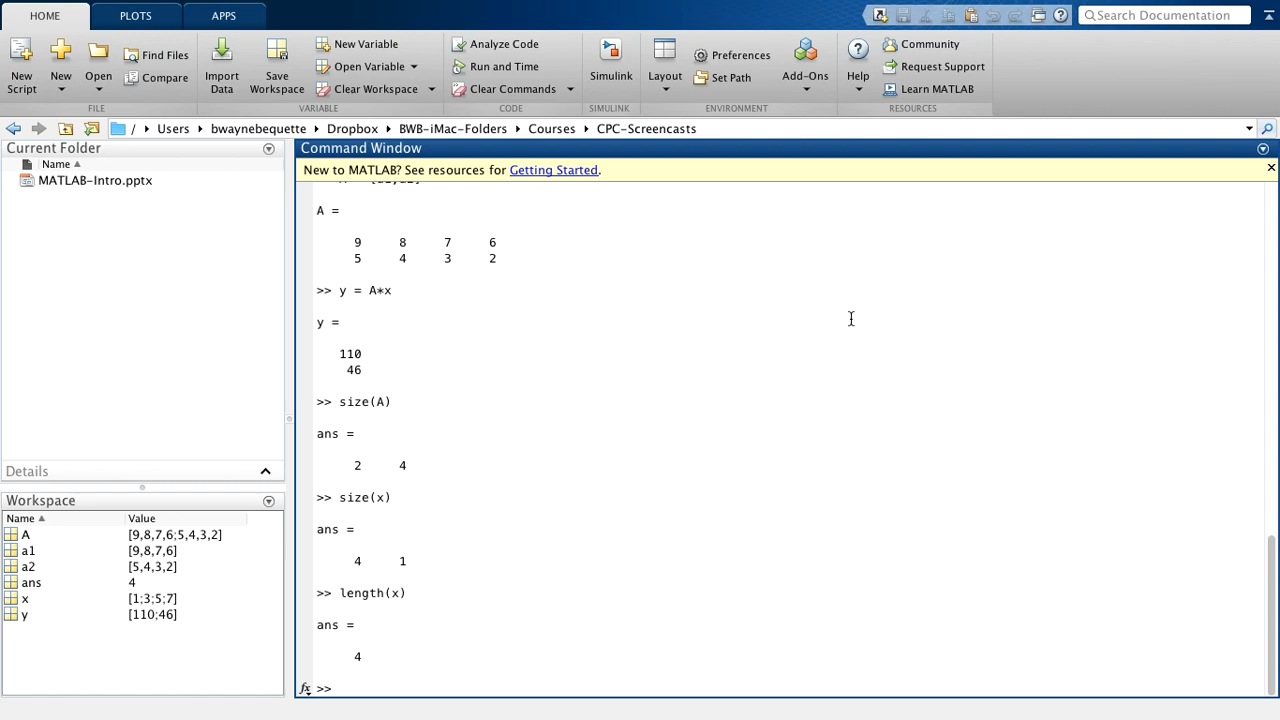 HOME PLOTS APPS Search Documentation
New Script New Open Find Files Compare
Import Data Save Workspace New Variable Open Variable Clear Workspace
Analyze Code Run and Time Clear Commands
Simulink Layout Preferences Set Path Add-Ons
Help Community Request Support Learn MATLAB
FILE VARIABLE CODE SIMULINK ENVIRONMENT RESOURCES
/ Users bwaynebequette Dropbox BWB-iMac-Folders Courses CPC-Screencasts
Current Folder
Name
MATLAB-Intro.pptx
Details
Workspace
Name Value
A [9,8,7,6;5,4,3,2]
a1 [9,8,7,6]
a2 [5,4,3,2]
ans 4
x [1;3;5;7]
y [110;46]
Command Window
New to MATLAB? See resources for Getting Started.
A =
9 8 7 6
5 4 3 2
>> y = A*x
y =
110
46
>> size(A)
ans =
2 4
>> size(x)
ans =
4 1
>> length(x)
ans =
4
fx >>